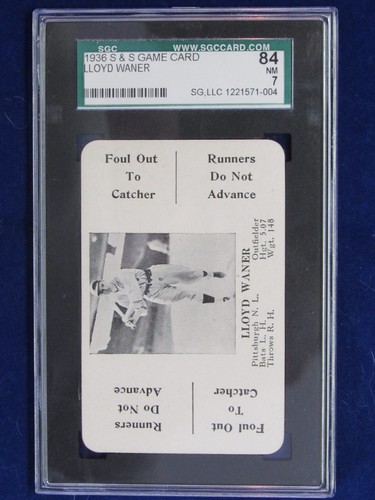 SGC WWW.SGCCARD.COM
1936 S & S GAME CARD
LLOYD WANER
84
NM
7
SG,LLC 1221571-004
Foul Out
To
Catcher
Runners
Do Not
Advance
LLOYD WANER
Pittsburgh N. L. Outfielder
Bats L. H. Hgt. 5.07
Throws R. H. Wgt. 148
Foul Out
To
Catcher
Runners
Do Not
Advance